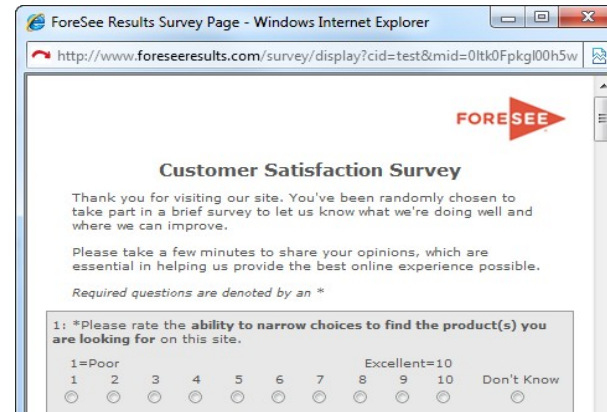 ForeSee Results Survey Page - Windows Internet Explorer
http://www.foreseeresults.com/survey/display?cid=test&mid=0Itk0Fpkgl00h5w
FORESEE
Customer Satisfaction Survey
Thank you for visiting our site. You've been randomly chosen to
take part in a brief survey to let us know what we're doing well and
where we can improve.
Please take a few minutes to share your opinions, which are
essential in helping us provide the best online experience possible.
Required questions are denoted by an *
1: *Please rate the ability to narrow choices to find the product(s) you
are looking for on this site.
1=Poor Excellent=10
1 2 3 4 5 6 7 8 9 10 Don't Know